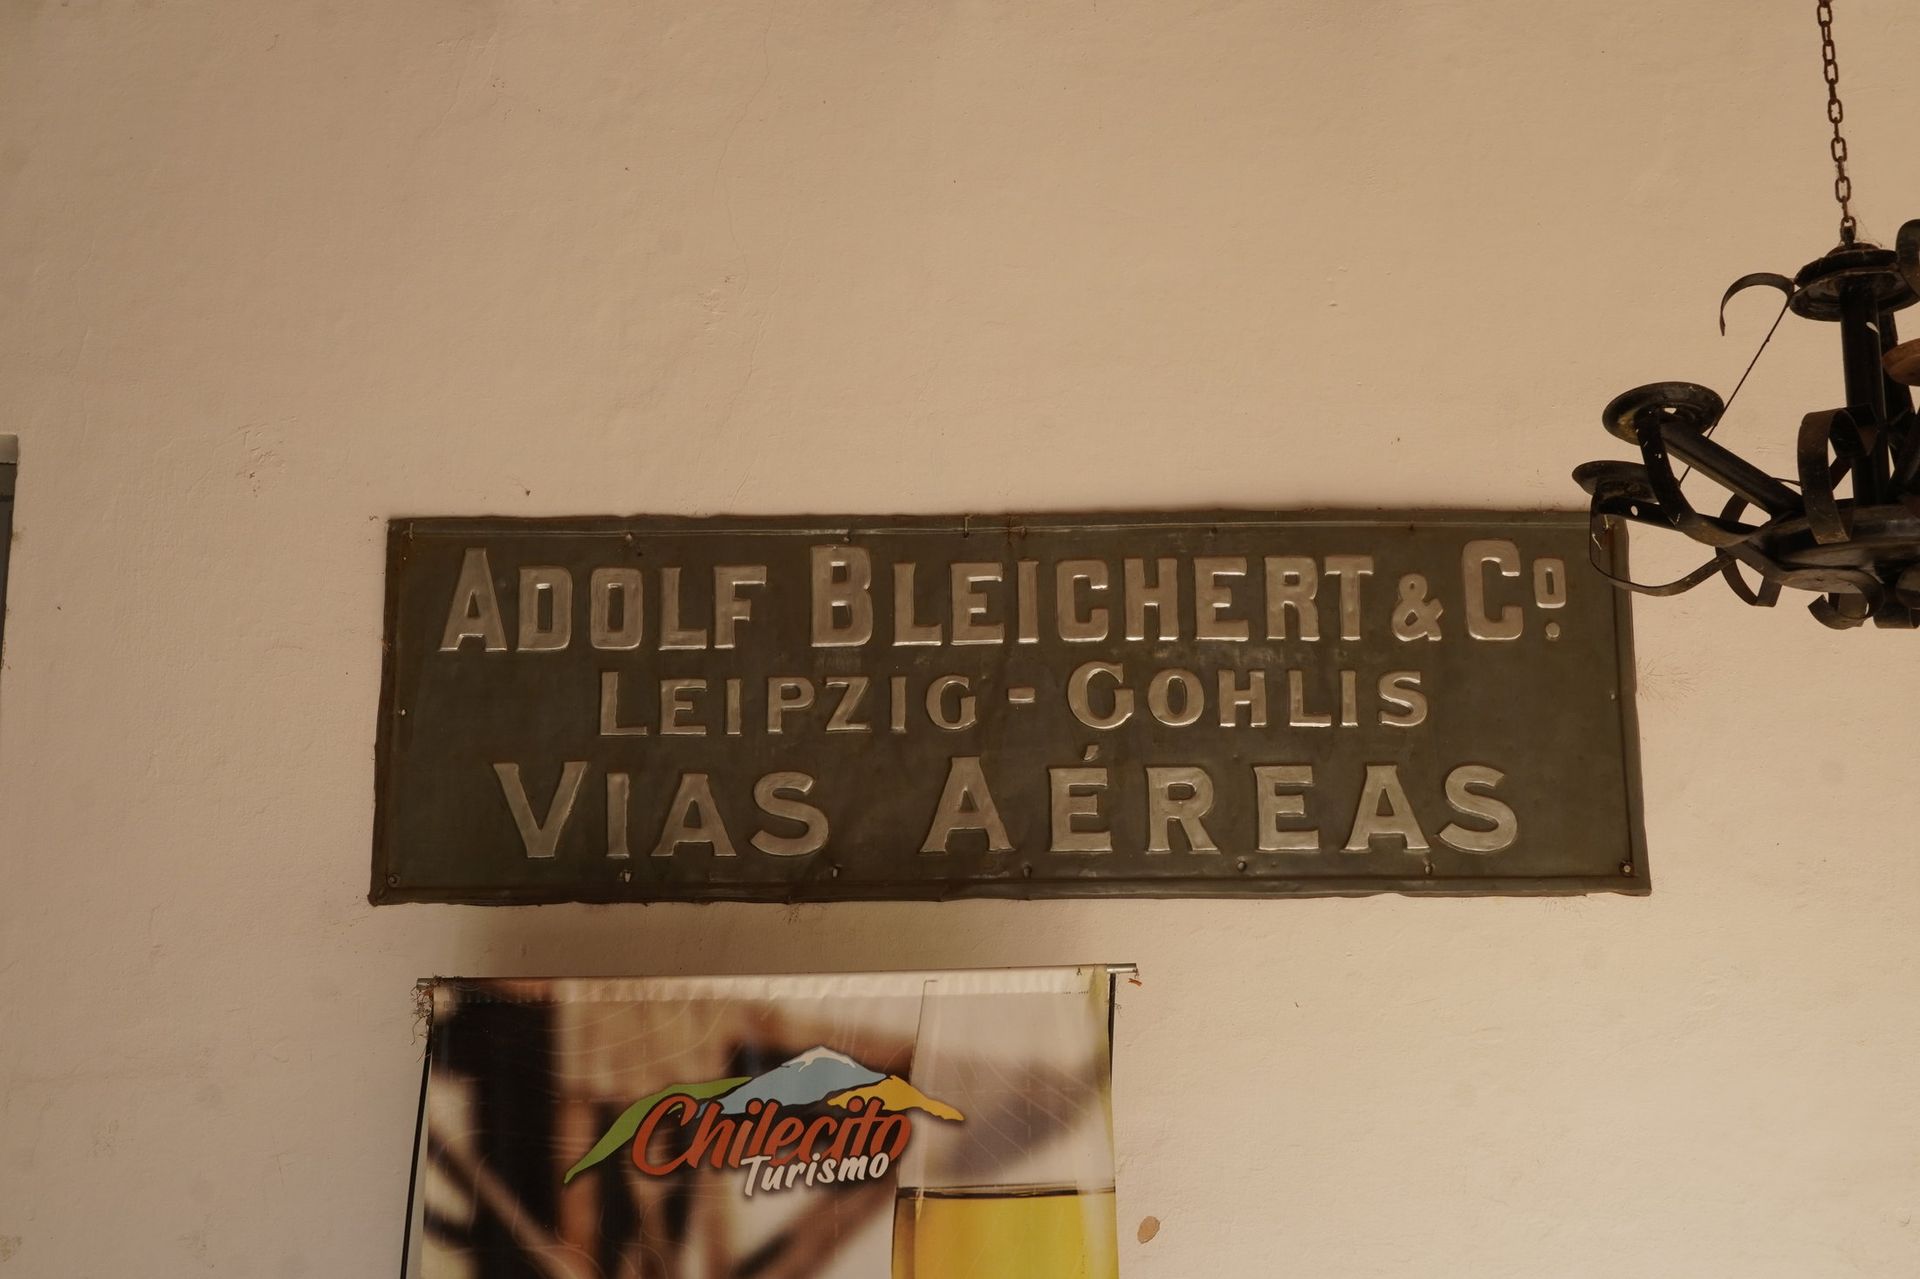 ADOLF BLEICHERT & Cº.
LEIPZIG-GOHLIS
VIAS AÉREAS
Chilecito
Turismo